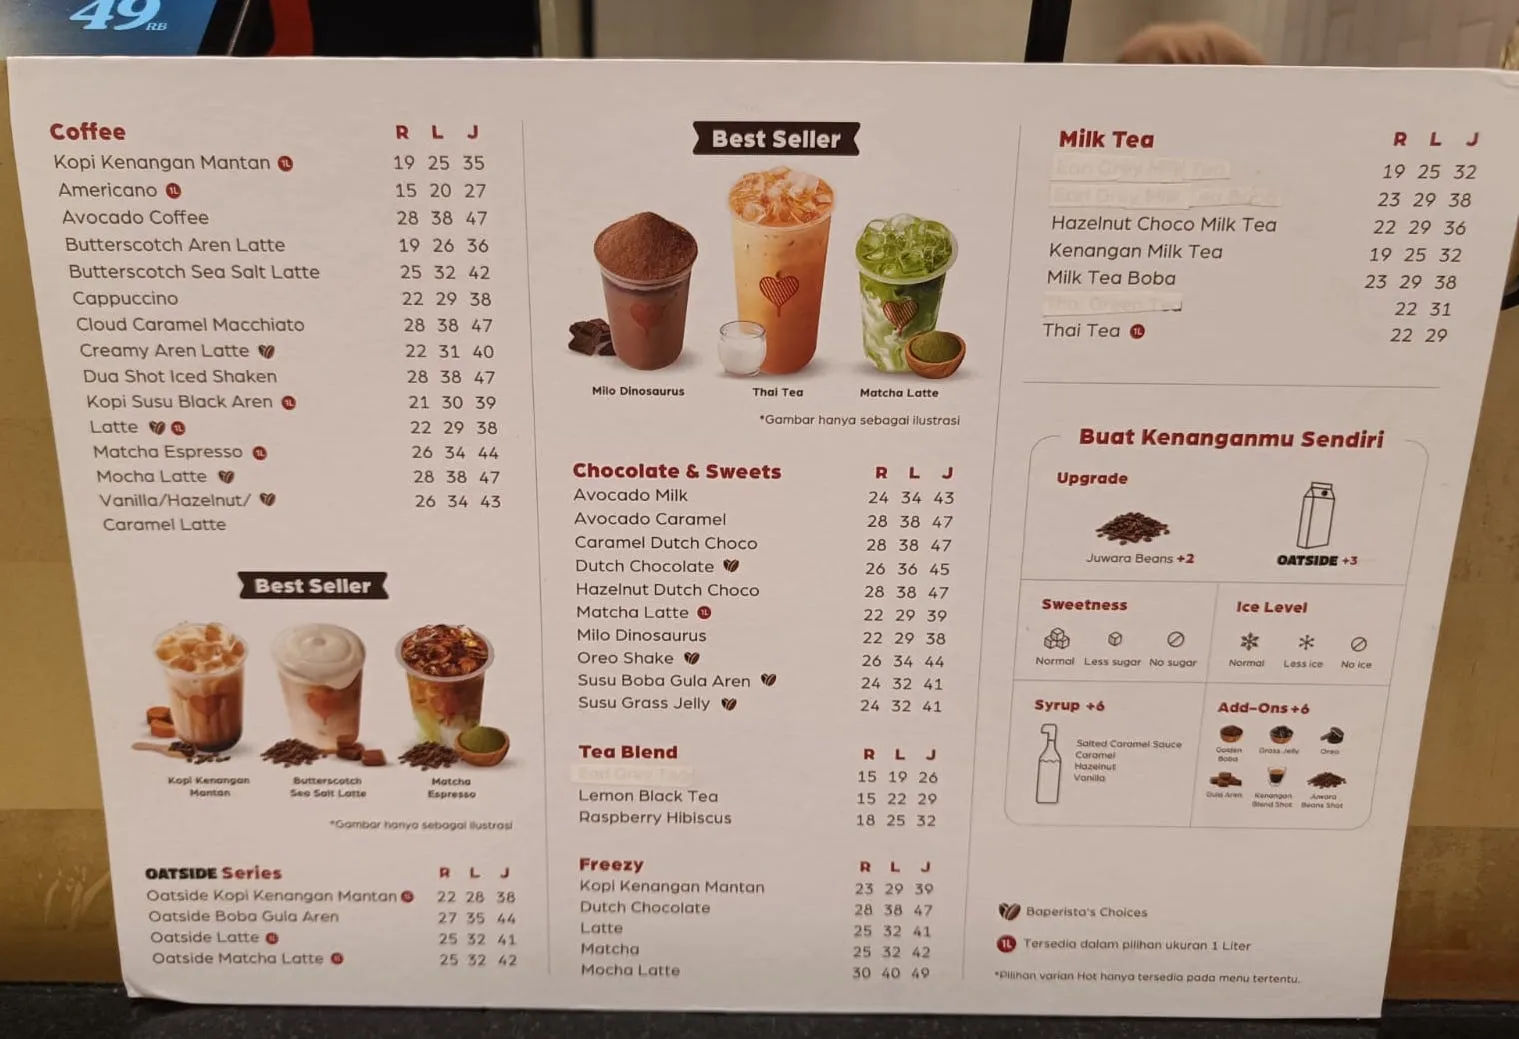 49 RB
Coffee R L J
Kopi Kenangan Mantan 1L 19 25 35
Americano 1L 15 20 27
Avocado Coffee 28 38 47
Butterscotch Aren Latte 19 26 36
Butterscotch Sea Salt Latte 25 32 42
Cappuccino 22 29 38
Cloud Caramel Macchiato 28 38 47
Creamy Aren Latte 22 31 40
Dua Shot Iced Shaken 28 38 47
Kopi Susu Black Aren 1L 21 30 39
Latte 1L 22 29 38
Matcha Espresso 1L 26 34 44
Mocha Latte 28 38 47
Vanilla/Hazelnut/ 26 34 43
Caramel Latte
Best Seller
Kopi Kenangan
Mantan
Butterscotch
Sea Salt Latte
Matcha
Espresso
*Gambar hanya sebagai ilustrasi
OATSIDE Series R L J
Oatside Kopi Kenangan Mantan 1L 22 28 38
Oatside Boba Gula Aren 27 35 44
Oatside Latte 1L 25 32 41
Oatside Matcha Latte 1L 25 32 42
Best Seller
Milo Dinosaurus
Thai Tea
Matcha Latte
*Gambar hanya sebagai ilustrasi
Chocolate & Sweets R L J
Avocado Milk 24 34 43
Avocado Caramel 28 38 47
Caramel Dutch Choco 28 38 47
Dutch Chocolate 26 36 45
Hazelnut Dutch Choco 28 38 47
Matcha Latte 1L 22 29 39
Milo Dinosaurus 22 29 38
Oreo Shake 26 34 44
Susu Boba Gula Aren 24 32 41
Susu Grass Jelly 24 32 41
Tea Blend R L J
Earl Grey Tea 15 19 26
Lemon Black Tea 15 22 29
Raspberry Hibiscus 18 25 32
Freezy R L J
Kopi Kenangan Mantan 23 29 39
Dutch Chocolate 28 38 47
Latte 25 32 41
Matcha 25 32 42
Mocha Latte 30 40 49
Milk Tea R L J
Earl Grey Milk Tea 19 25 32
Earl Grey Milk 23 29 38
Hazelnut Choco Milk Tea 22 29 36
Kenangan Milk Tea 19 25 32
Milk Tea Boba 23 29 38
Thai Green Tea 22 31
Thai Tea 1L 22 29
Buat Kenanganmu Sendiri
Upgrade
Juwara Beans +2
OATSIDE +3
Sweetness
Normal Less sugar No sugar
Ice Level
Normal Less ice No ice
Syrup +6
Salted Caramel Sauce
Caramel
Hazelnut
Vanilla
Add-Ons +6
Golden
Boba
Grass Jelly
Oreo
Gula Aren
Kenangan
Blend Shot
Juwara
Beans Shot
Baperista's Choices
1L Tersedia dalam pilihan ukuran 1 Liter
*Pilihan varian Hot hanya tersedia pada menu tertentu.